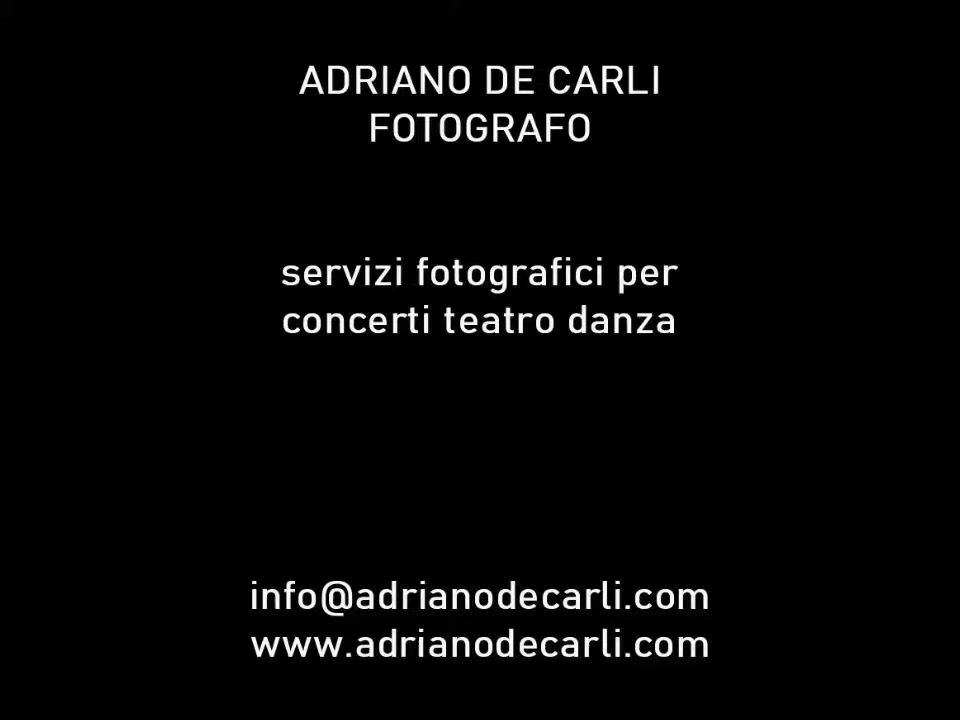 ADRIANO DE CARLI
FOTOGRAFO
servizi fotografici per
concerti teatro danza
info@adrianodecarli.com
www.adrianodecarli.com